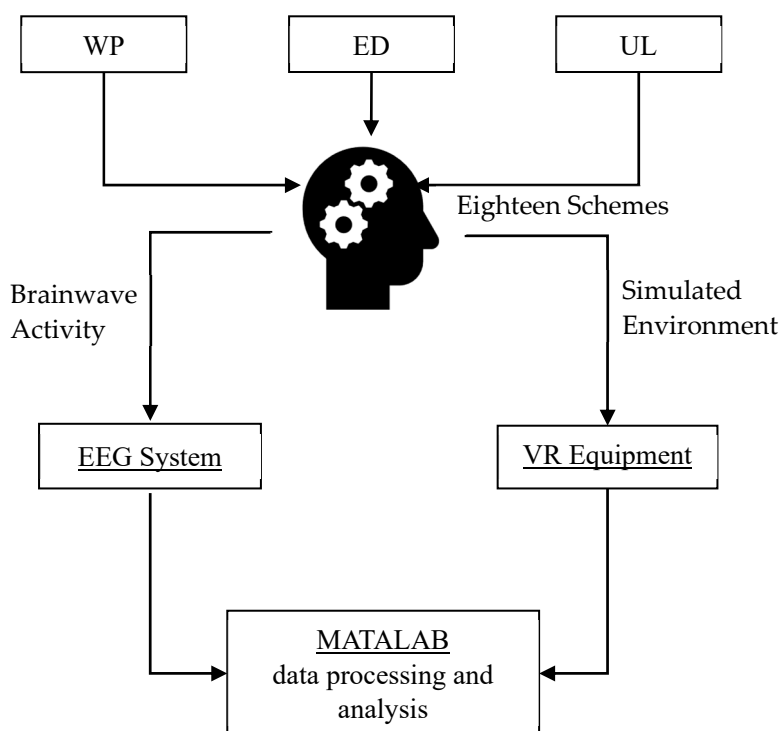 WP
ED
UL
Eighteen Schemes
Brainwave
Activity
Simulated
Environment
EEG System
VR Equipment
MATALAB
data processing and
analysis